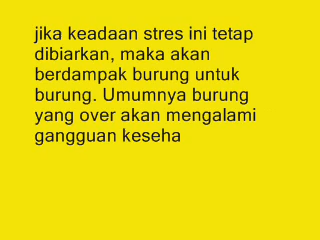 jika keadaan stres ini tetap
dibiarkan, maka akan
berdampak burung untuk
burung. Umumnya burung
yang over akan mengalami
gangguan keseha